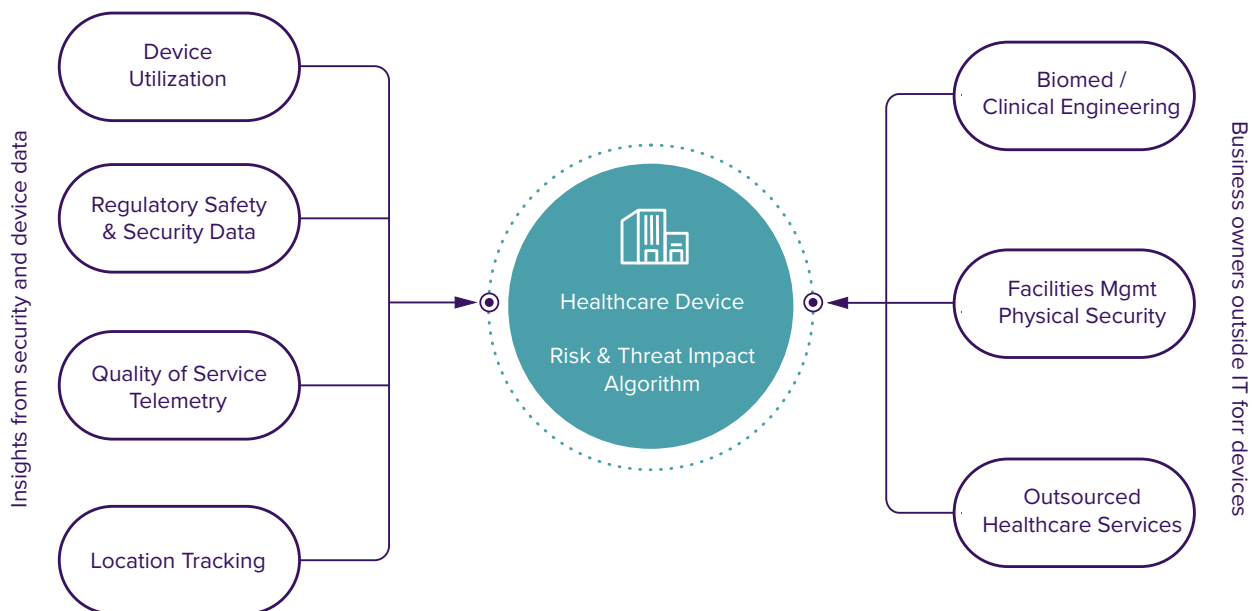 Insights from security and device data
Device
Utilization
Regulatory Safety
& Security Data
Quality of Service
Telemetry
Location Tracking
Healthcare Device
Risk & Threat Impact
Algorithm
Biomed /
Clinical Engineering
Facilities Mgmt
Physical Security
Outsourced
Healthcare Services
Business owners outside IT forr devices